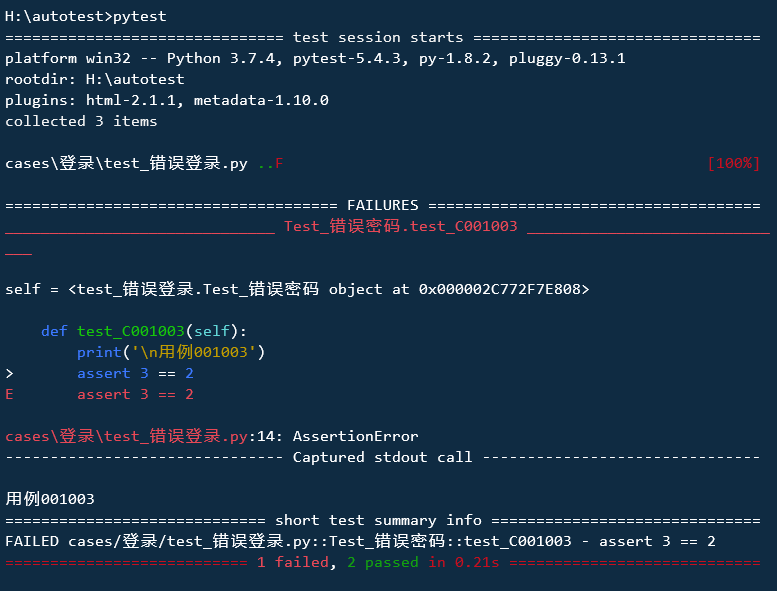 H:\autotest>pytest
=============================== test session starts ================================
platform win32 -- Python 3.7.4, pytest-5.4.3, py-1.8.2, pluggy-0.13.1
rootdir: H:\autotest
plugins: html-2.1.1, metadata-1.10.0
collected 3 items
cases\登录\test_错误登录.py ..F [100%]
===================================== FAILURES =====================================
______________________________ Test_错误密码.test_C001003 ______________________________
self = <test_错误登录.Test_错误密码 object at 0x000002C772F7E808>
def test_C001003(self):
print('\n用例001003')
> assert 3 == 2
E assert 3 == 2
cases\登录\test_错误登录.py:14: AssertionError
------------------------------- Captured stdout call -------------------------------
用例001003
============================= short test summary info ==============================
FAILED cases/登录/test_错误登录.py::Test_错误密码::test_C001003 - assert 3 == 2
=========================== 1 failed, 2 passed in 0.21s ============================